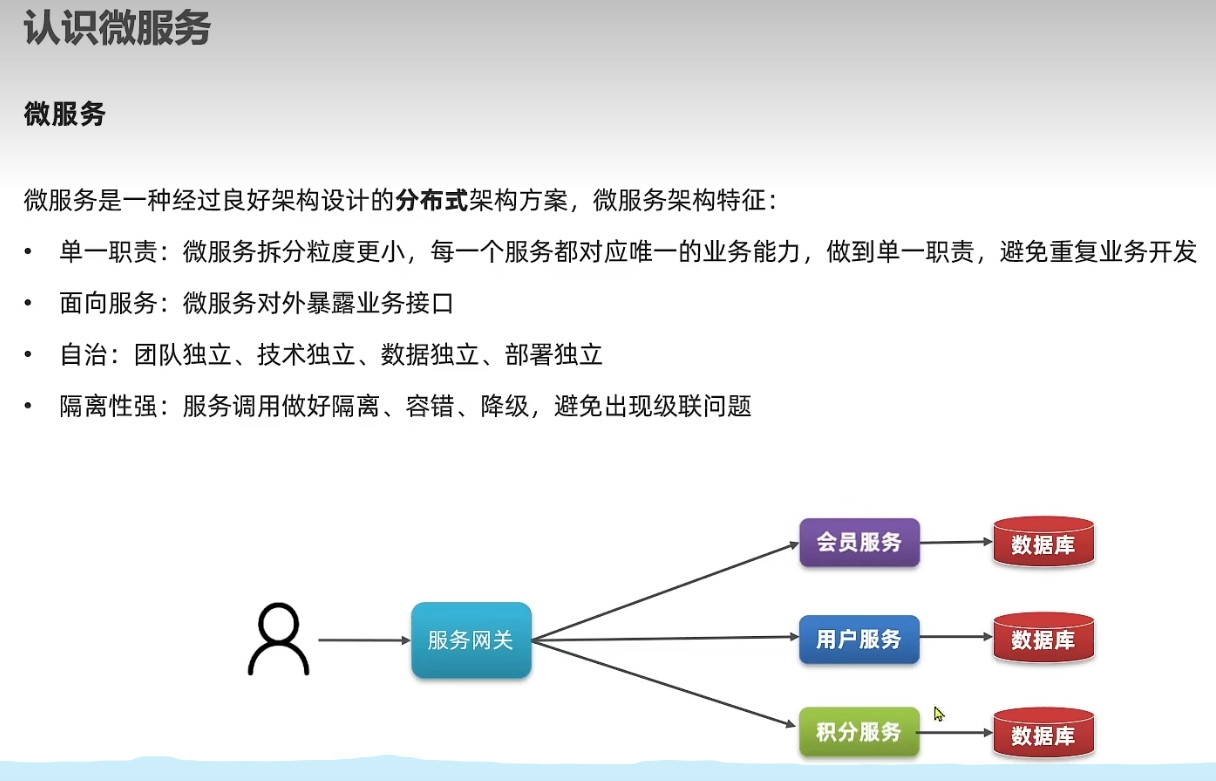 认识微服务
微服务
微服务是一种经过良好架构设计的分布式架构方案，微服务架构特征：
• 单一职责：微服务拆分粒度更小，每一个服务都对应唯一的业务能力，做到单一职责，避免重复业务开发
• 面向服务：微服务对外暴露业务接口
• 自治：团队独立、技术独立、数据独立、部署独立
• 隔离性强：服务调用做好隔离、容错、降级，避免出现级联问题
会员服务
数据库
服务网关
用户服务
数据库
积分服务
数据库